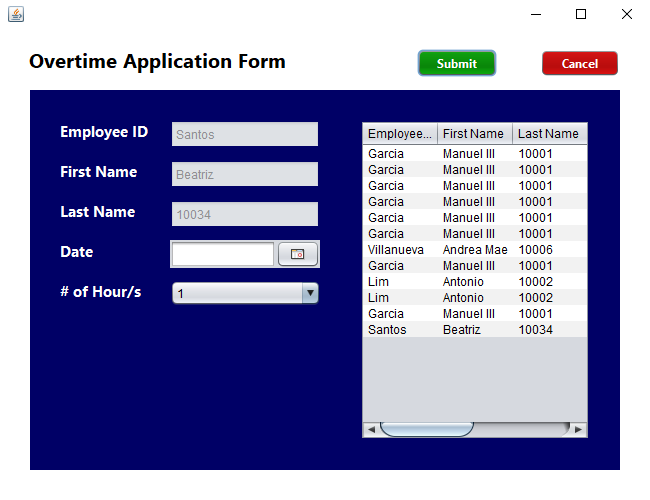 Overtime Application Form
Submit
Cancel
Employee ID
Santos
First Name
Beatriz
Last Name
10034
Date
# of Hour/s
1
Employee... First Name Last Name
Garcia Manuel III 10001
Garcia Manuel III 10001
Garcia Manuel III 10001
Garcia Manuel III 10001
Garcia Manuel III 10001
Garcia Manuel III 10001
Villanueva Andrea Mae 10006
Garcia Manuel III 10001
Lim Antonio 10002
Lim Antonio 10002
Garcia Manuel III 10001
Santos Beatriz 10034